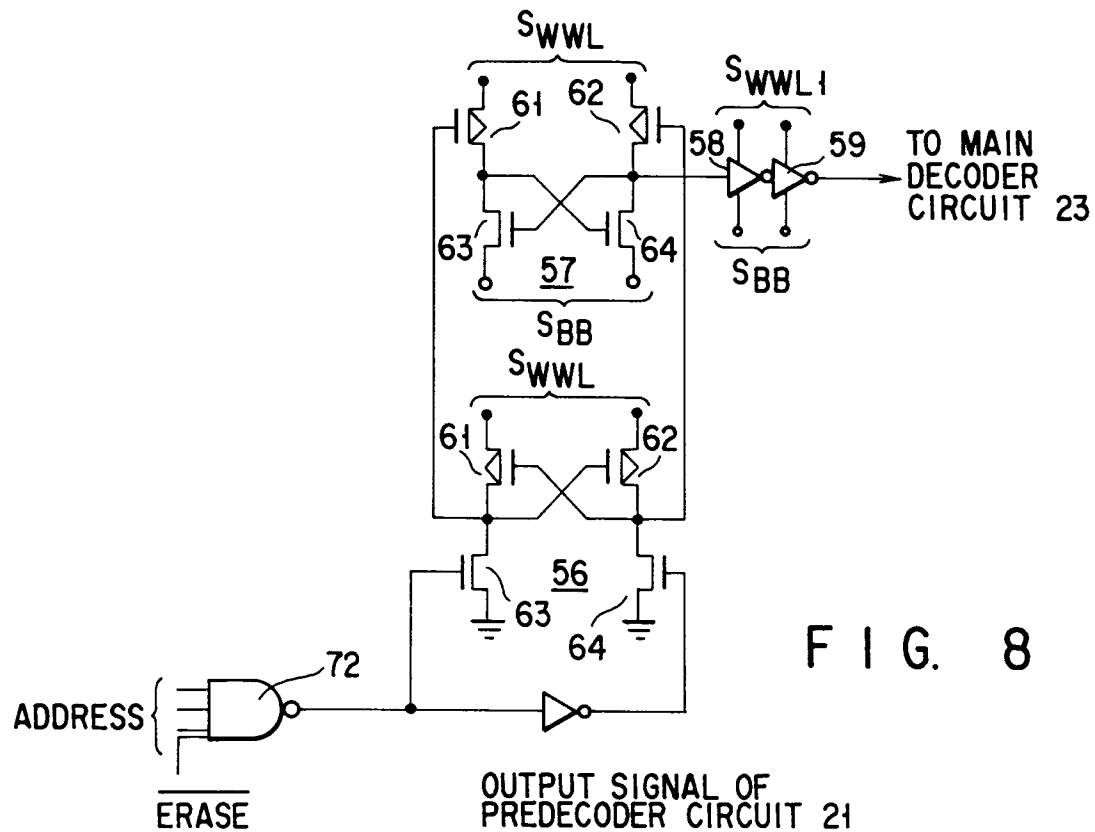 SWWL
61
62
SWWL1
58
59
TO MAIN
DECODER
CIRCUIT 23
63
57
64
SBB
SBB
SWWL
61
62
56
63
64
FIG. 8
72
ADDRESS
ERASE
OUTPUT SIGNAL OF
PREDECODER CIRCUIT 21